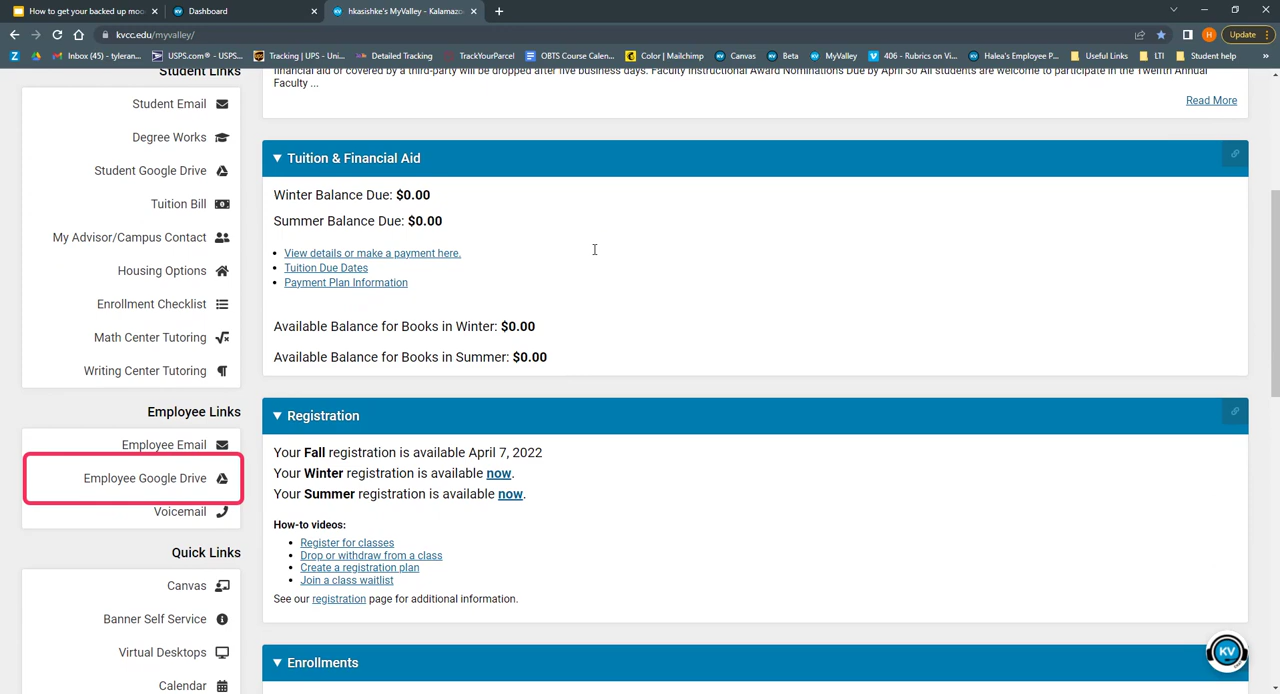 How to get your backed up moo
Dashboard
hkasishke's MyValley - Kalamazo
kvcc.edu/myvalley/
H
Update
Inbox (45) - tyleran...
USPS.com® - USPS...
Tracking | UPS - Uni...
Detailed Tracking
TrackYourParcel
OBTS Course Calen...
Color | Mailchimp
Canvas
Beta
MyValley
406 - Rubrics on Vi...
Halea's Employee P...
Useful Links
LTI
Student help
Student Links
Student Email
Degree Works
Student Google Drive
Tuition Bill
My Advisor/Campus Contact
Housing Options
Enrollment Checklist
Math Center Tutoring
Writing Center Tutoring
Employee Links
Employee Email
Employee Google Drive
Voicemail
Quick Links
Canvas
Banner Self Service
Virtual Desktops
Calendar
financial aid or covered by a third-party will be dropped after five business days. Faculty Instructional Award Nominations Due by April 30 All students are welcome to participate in the Twelfth Annual
Faculty ...
Read More
Tuition & Financial Aid
Winter Balance Due: $0.00
Summer Balance Due: $0.00
• View details or make a payment here.
• Tuition Due Dates
• Payment Plan Information
Available Balance for Books in Winter: $0.00
Available Balance for Books in Summer: $0.00
Registration
Your Fall registration is available April 7, 2022
Your Winter registration is available now.
Your Summer registration is available now.
How-to videos:
• Register for classes
• Drop or withdraw from a class
• Create a registration plan
• Join a class waitlist
See our registration page for additional information.
Enrollments
KV